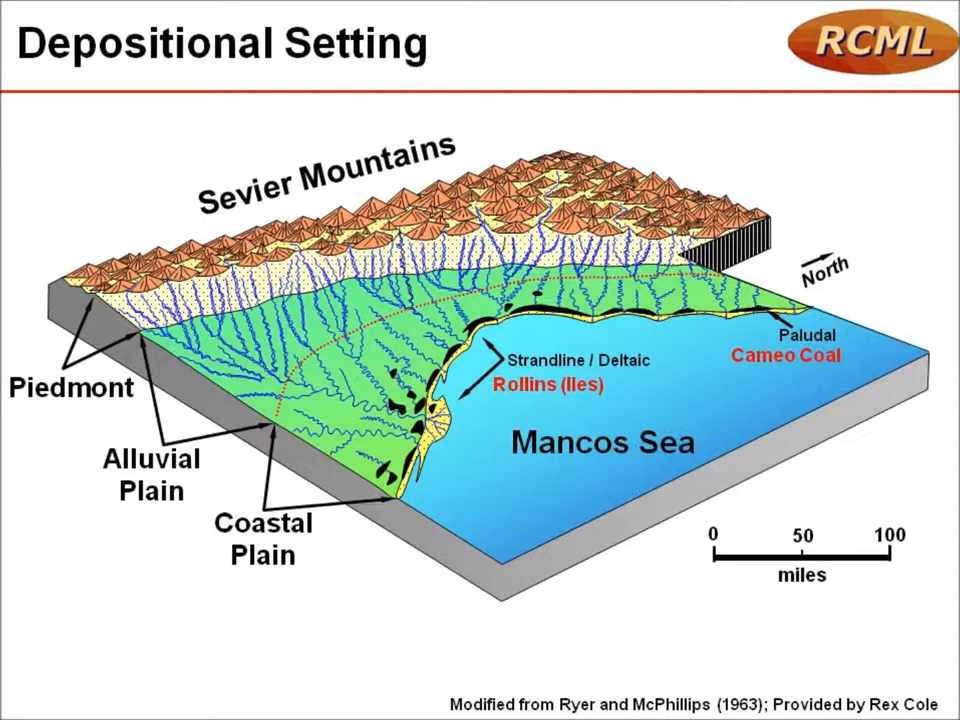 Depositional Setting
RCML
Sevier Mountains
North
Paludal
Cameo Coal
Strandline / Deltaic
Rollins (Iles)
Piedmont
Mancos Sea
Alluvial
Plain
Coastal
Plain
0 50 100
miles
Modified from Ryer and McPhillips (1963); Provided by Rex Cole